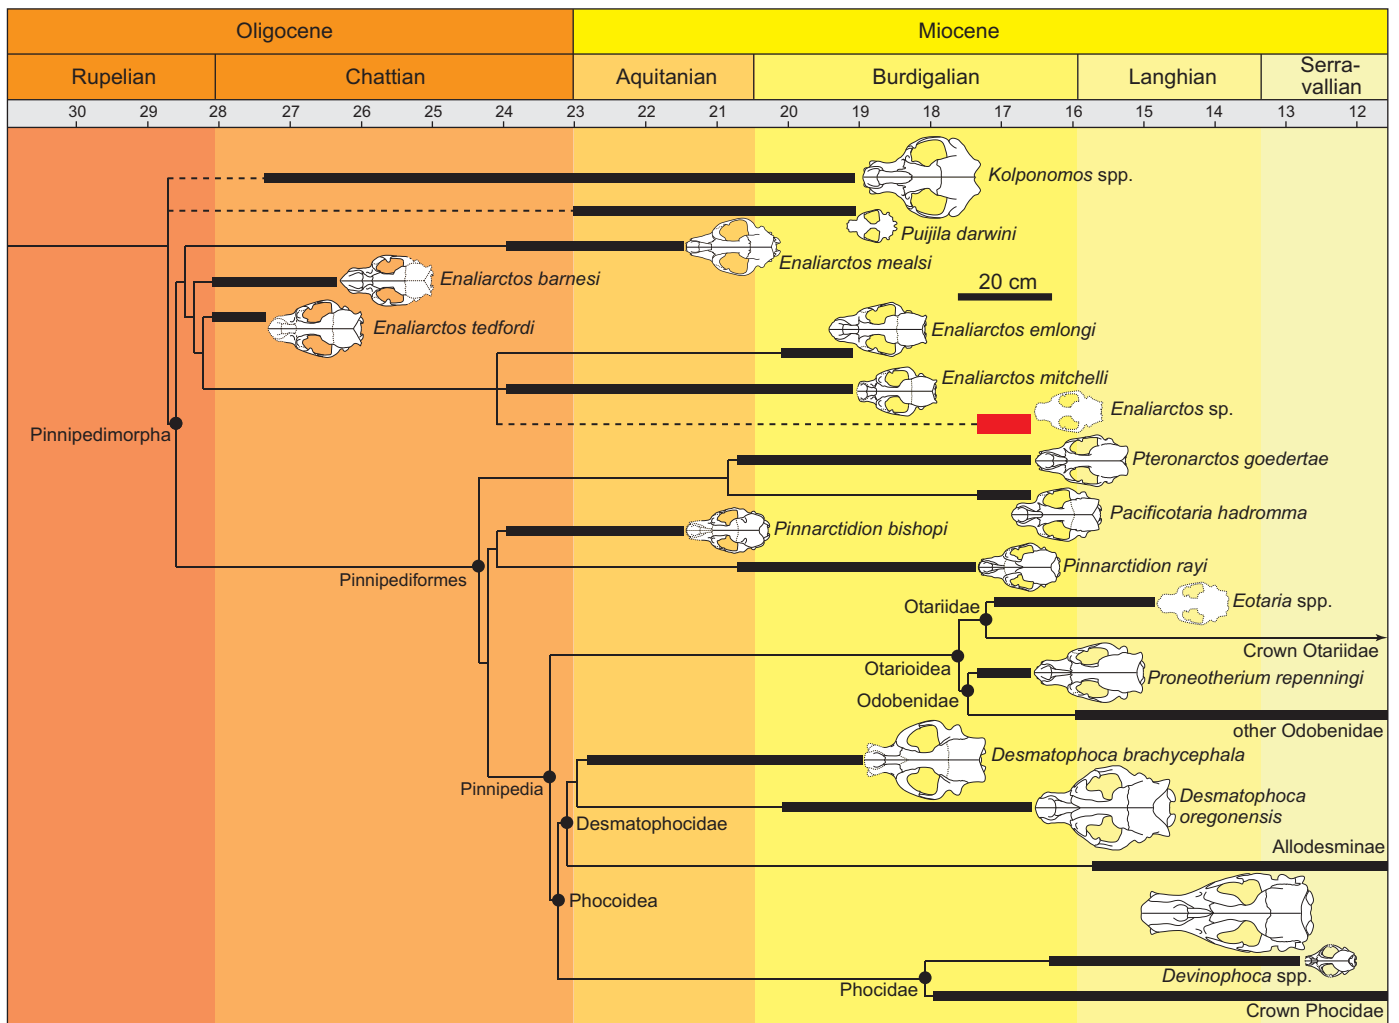 Oligocene
Miocene
Rupelian
Chattian
Aquitanian
Burdigalian
Langhian
Serra-
vallian
30 29 28 27 26 25 24 23 22 21 20 19 18 17 16 15 14 13 12
Kolponomos spp.
Puijila darwini
Enaliarctos mealsi
Enaliarctos barnesi
20 cm
Enaliarctos tedfordi
Enaliarctos emlongi
Enaliarctos mitchelli
Enaliarctos sp.
Pinnipedimorpha
Pteronarctos goedertae
Pacificotaria hadromma
Pinnarctidion bishopi
Pinnipediformes
Pinnarctidion rayi
Otariidae
Eotaria spp.
Crown Otariidae
Otarioidea
Proneotherium repenningi
Odobenidae
other Odobenidae
Desmatophoca brachycephala
Pinnipedia
Desmatophoca
oregonensis
Desmatophocidae
Allodesminae
Phocoidea
Devinophoca spp.
Phocidae
Crown Phocidae